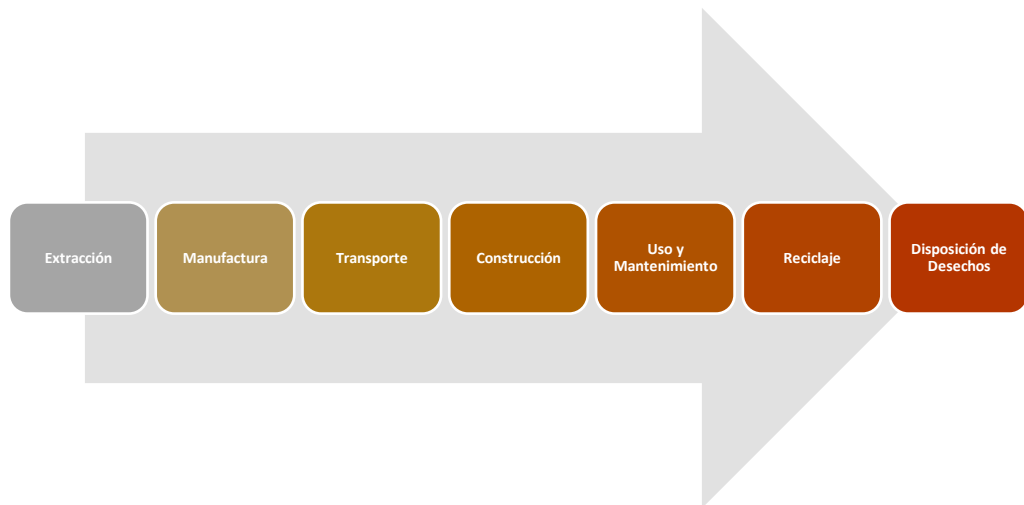 Extracción
Manufactura
Transporte
Construcción
Uso y
Mantenimiento
Reciclaje
Disposición de
Desechos